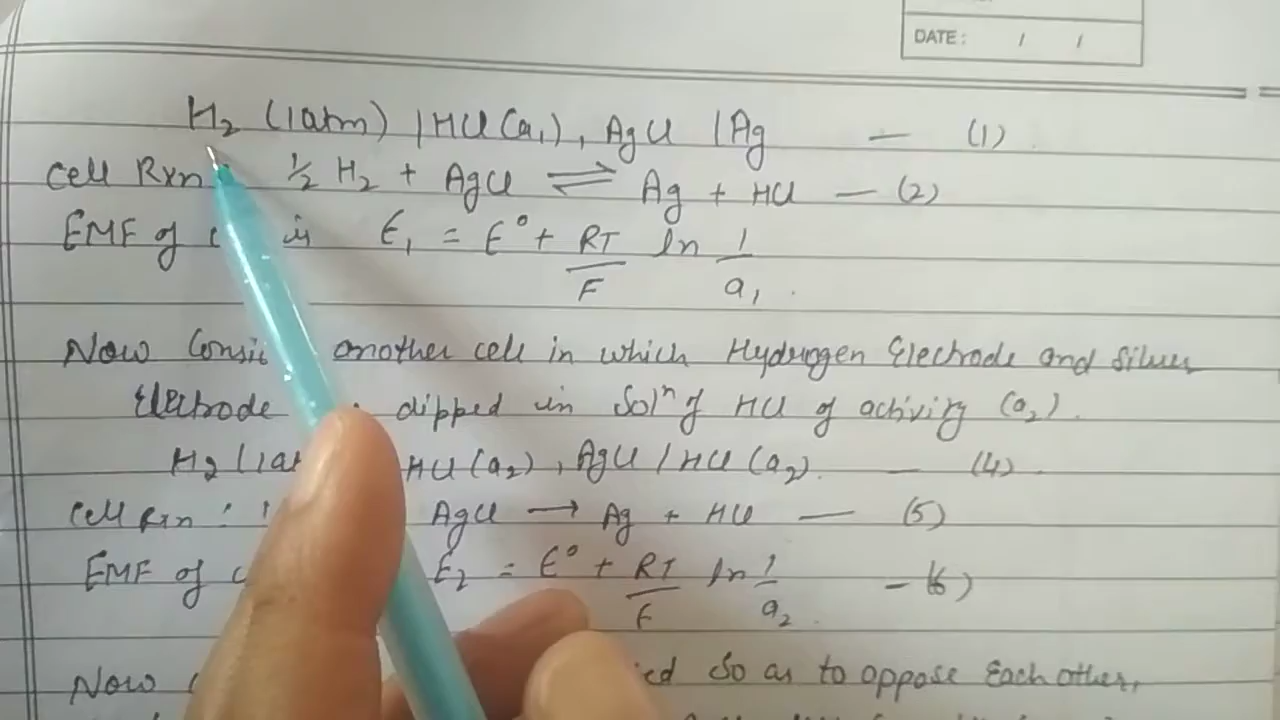 DATE : / /
H₂ (1atm) | HCl (a₁), AgCl | Ag — (1)
Cell Rxn ½ H₂ + AgCl ⇌ Ag + HCl — (2)
EMF of is E₁ = E° + RT/F ln 1/a₁ .
Now another cell in which Hydrogen Electrode and Silver
Electrode dipped in Solⁿ of HCl of activity (a₂).
H₂ HCl (a₂), AgCl / HCl (a₂). — (4)
Cell Rxn : AgCl → Ag + HCl — (5)
EMF of E₂ = E° + RT/F ln 1/a₂ . — (6)
Now so as to oppose Each other,